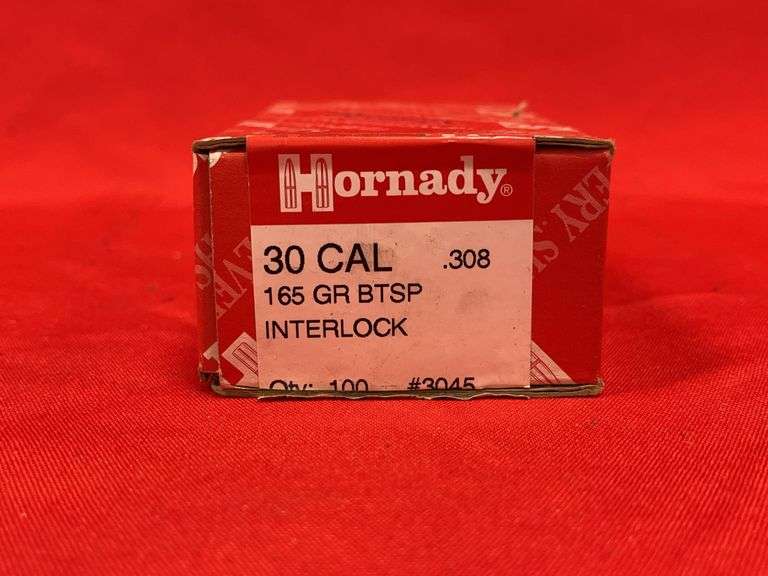 Hornady®
30 CAL .308
165 GR BTSP
INTERLOCK
Qty: 100 #3045